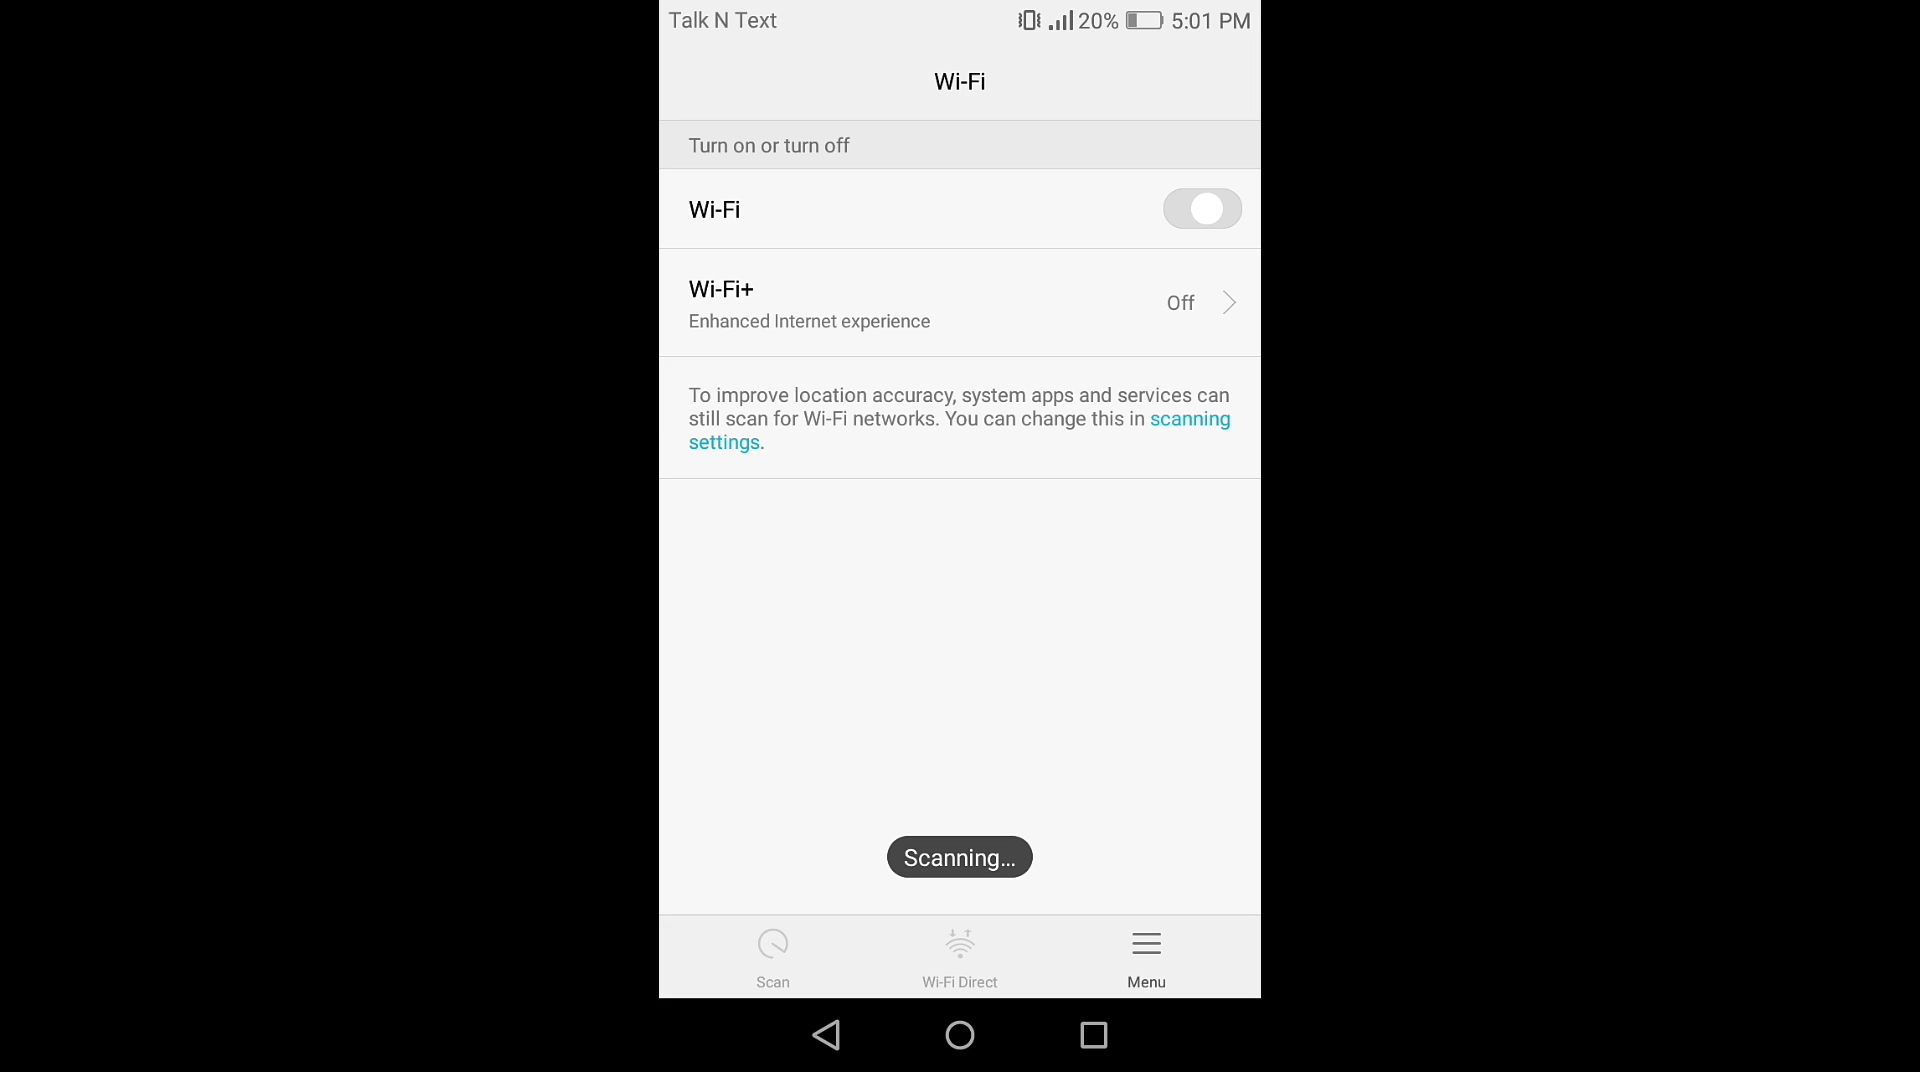 Talk N Text 20% 5:01 PM
Wi-Fi
Turn on or turn off
Wi-Fi
Wi-Fi+
Enhanced Internet experience
Off
To improve location accuracy, system apps and services can
still scan for Wi-Fi networks. You can change this in scanning
settings.
Scanning...
Scan Wi-Fi Direct Menu